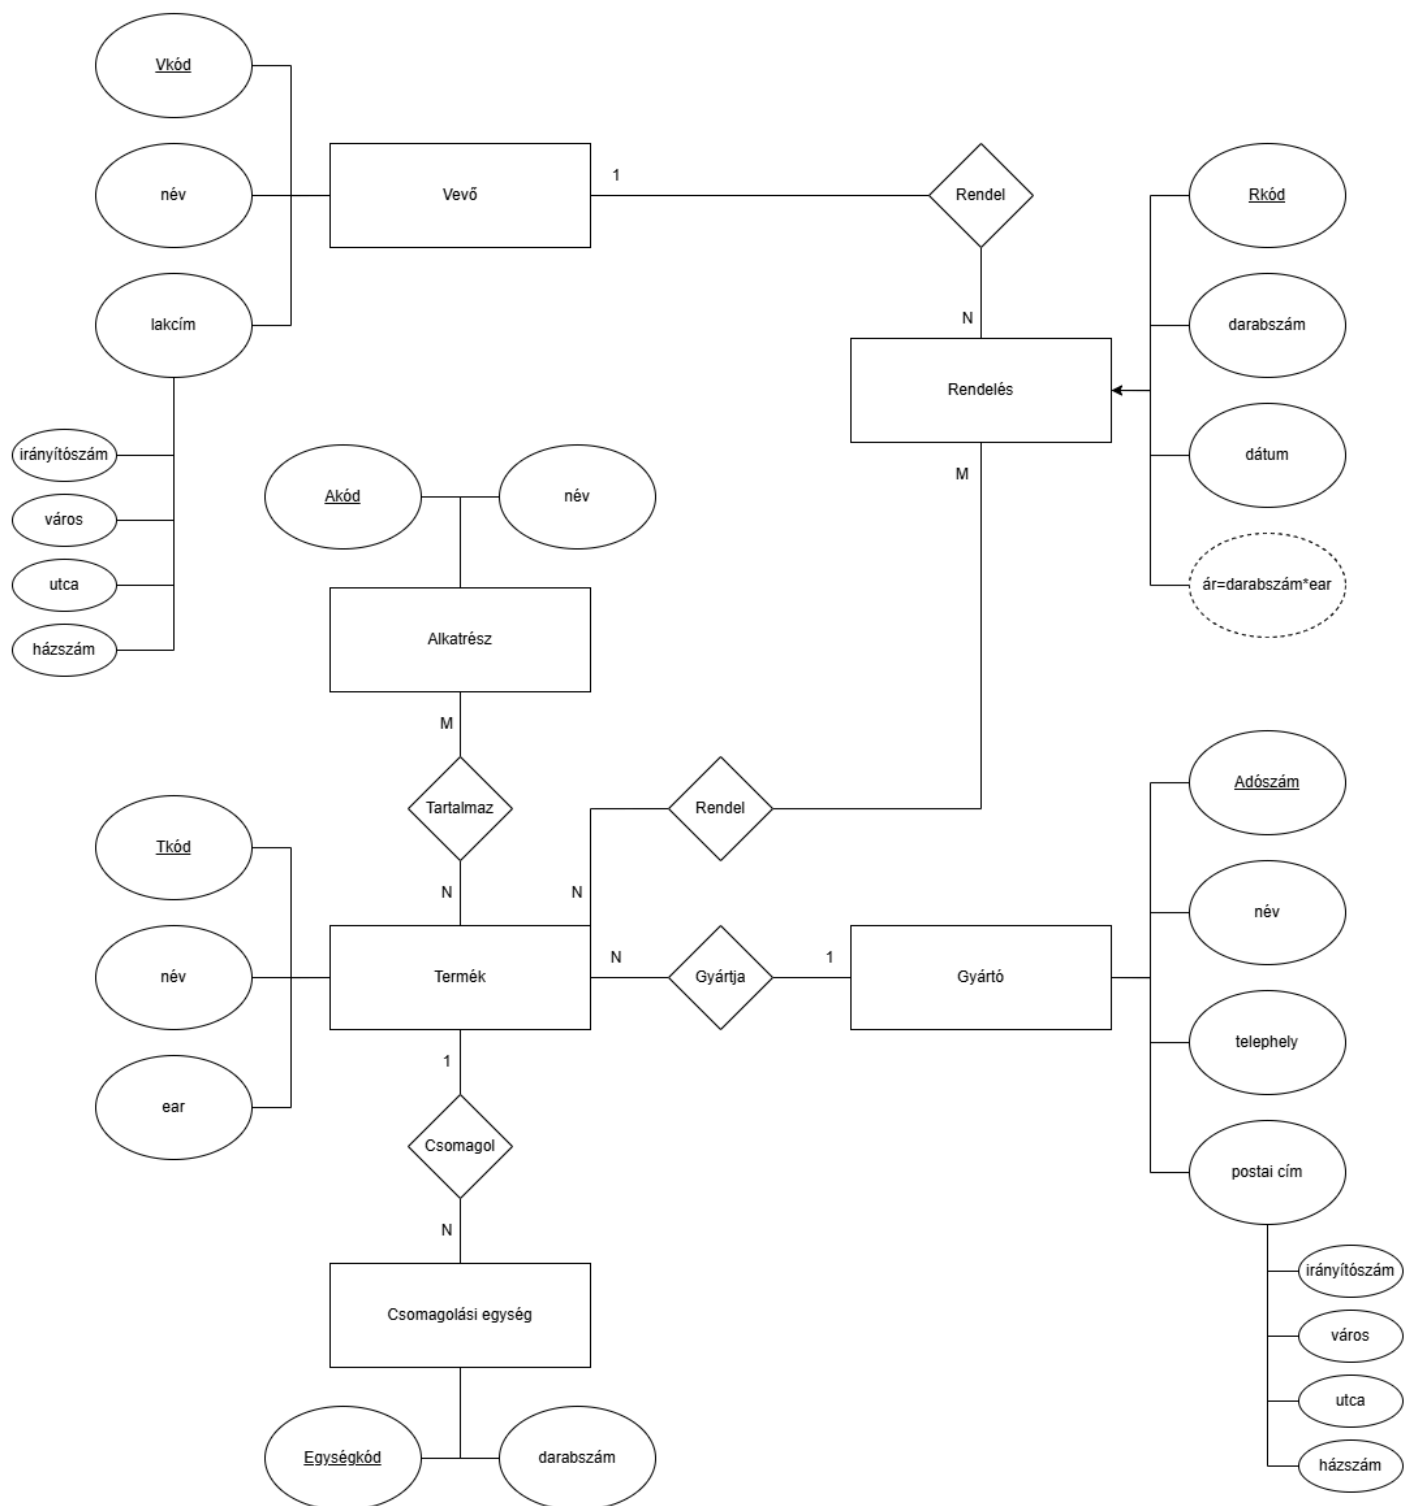 Vkód
név
Vevő
1
Rendel
Rkód
lakcím
N
darabszám
Rendelés
irányítószám
város
utca
házszám
Akód
név
M
dátum
ár=darabszám*ear
Alkatrész
M
Tartalmaz
Rendel
Adószám
Tkód
N
N
név
név
Termék
N
Gyártja
1
Gyártó
telephely
ear
1
Csomagol
postai cím
N
Csomagolási egység
irányítószám
város
utca
házszám
Egységkód
darabszám